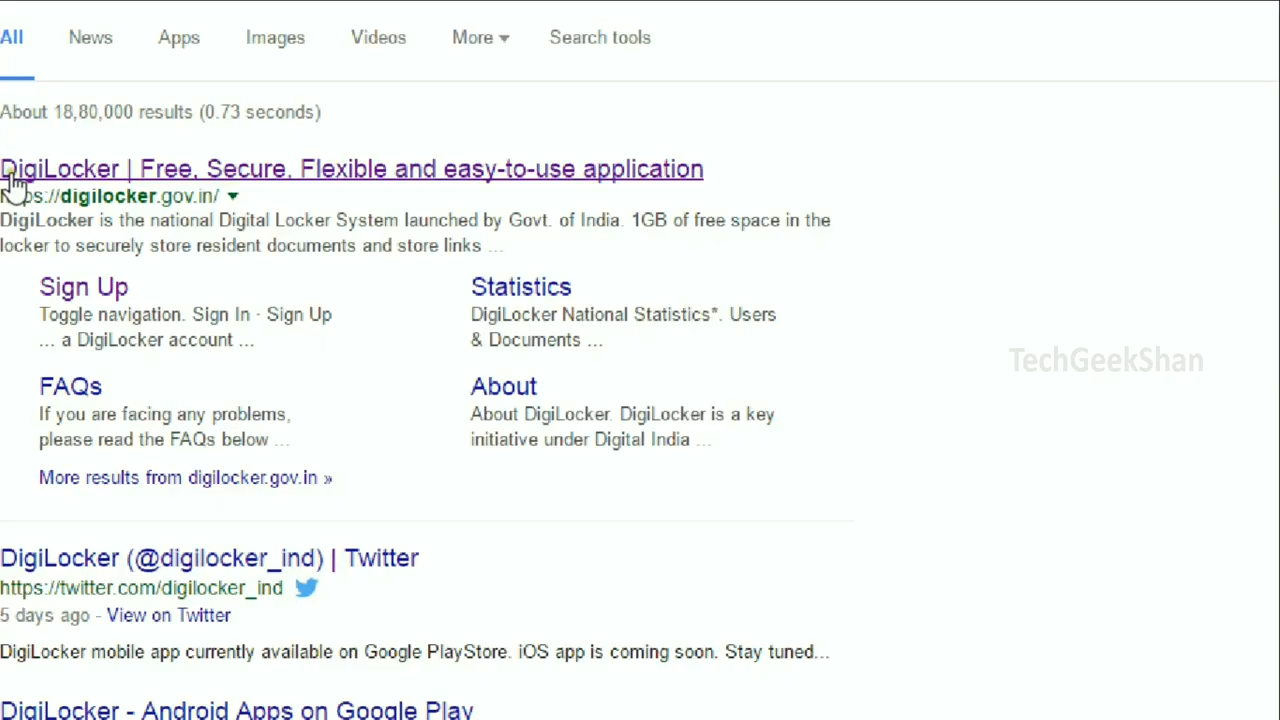 All News Apps Images Videos More Search tools
About 18,80,000 results (0.73 seconds)
DigiLocker | Free, Secure, Flexible and easy-to-use application
https://digilocker.gov.in/
DigiLocker is the national Digital Locker System launched by Govt. of India. 1GB of free space in the
locker to securely store resident documents and store links ...
Sign Up
Toggle navigation. Sign In · Sign Up
... a DigiLocker account ...
Statistics
DigiLocker National Statistics*. Users
& Documents ...
FAQs
If you are facing any problems,
please read the FAQs below ...
About
About DigiLocker. DigiLocker is a key
initiative under Digital India ...
More results from digilocker.gov.in »
TechGeekShan
DigiLocker (@digilocker_ind) | Twitter
https://twitter.com/digilocker_ind
5 days ago - View on Twitter
DigiLocker mobile app currently available on Google PlayStore. iOS app is coming soon. Stay tuned...
DigiLocker - Android Apps on Google Play